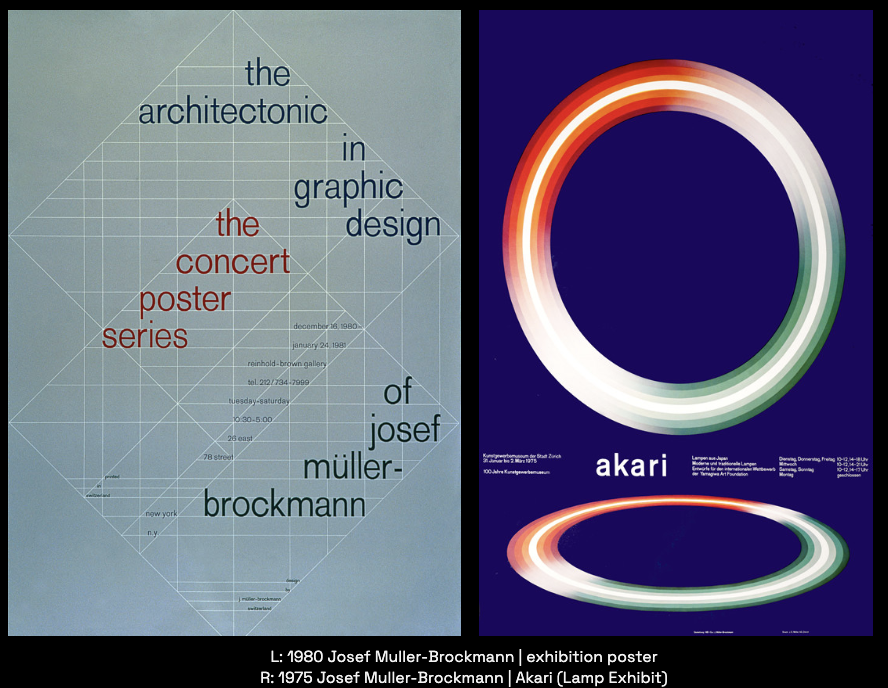 the
architectonic
in
graphic
design
the
concert
poster
series
december 16, 1980-
january 24, 1981
reinhold-brown gallery
tel. 212/734-7999
tuesday-saturday
10:30-5:00
26 east
78 street
new york
n.y.
of
josef
müller-
brockmann
printed
in
switzerland
design
by
j. müller-brockmann
switzerland
Kunstgewerbemuseum der Stadt Zürich
31. Januar bis 2. März 1975
100 Jahre Kunstgewerbemuseum
akari
Lampen aus Japan
Moderne und traditionelle Lampen
Entwürfe für den internationalen Wettbewerb
der Yamagiwa Art Foundation
Dienstag, Donnerstag, Freitag 10-12, 14-18 Uhr
Mittwoch 10-12, 14-21 Uhr
Samstag, Sonntag 10-12, 14-17 Uhr
Montag geschlossen
L: 1980 Josef Muller-Brockmann | exhibition poster
R: 1975 Josef Muller-Brockmann | Akari (Lamp Exhibit)